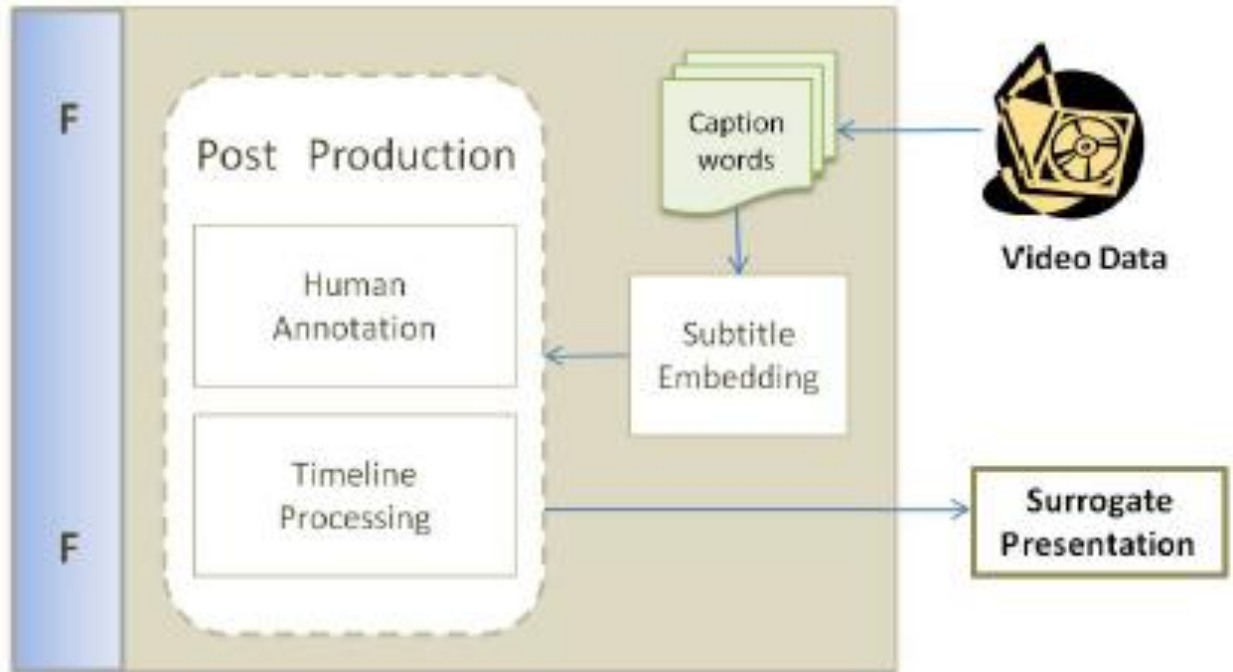 F
Post Production
Human
Annotation
Timeline
Processing
F
Caption
words
Subtitle
Embedding
Video Data
Surrogate
Presentation